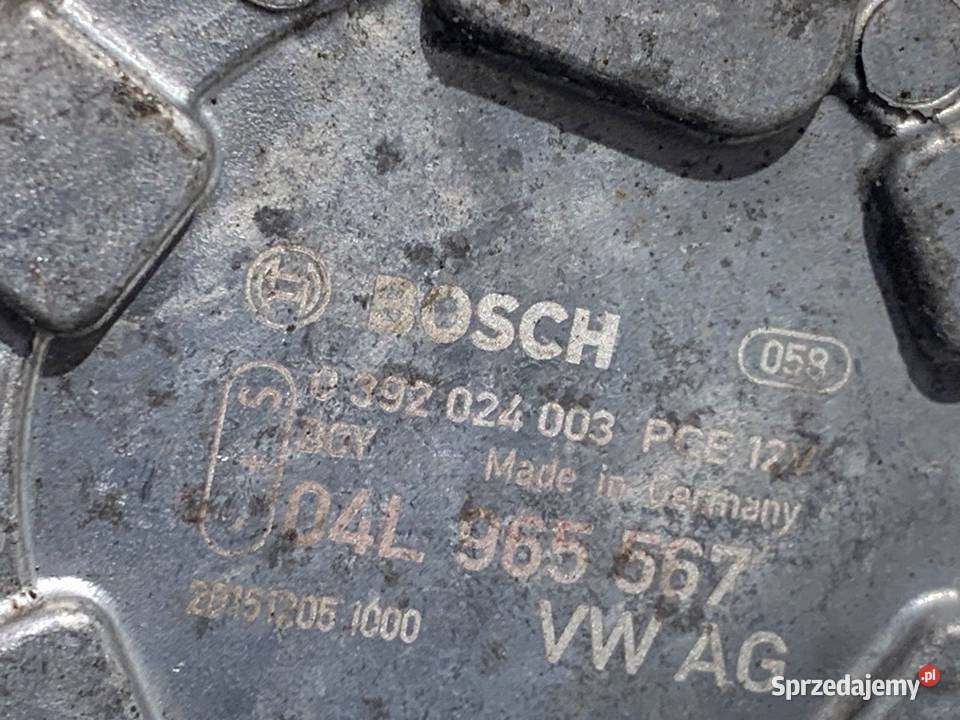 BOSCH
058
0 392 024 003 PCE 12V
BGY
Made in Germany
04L 965 567
20151205 1000
VW AG
Sprzedajemy.pl